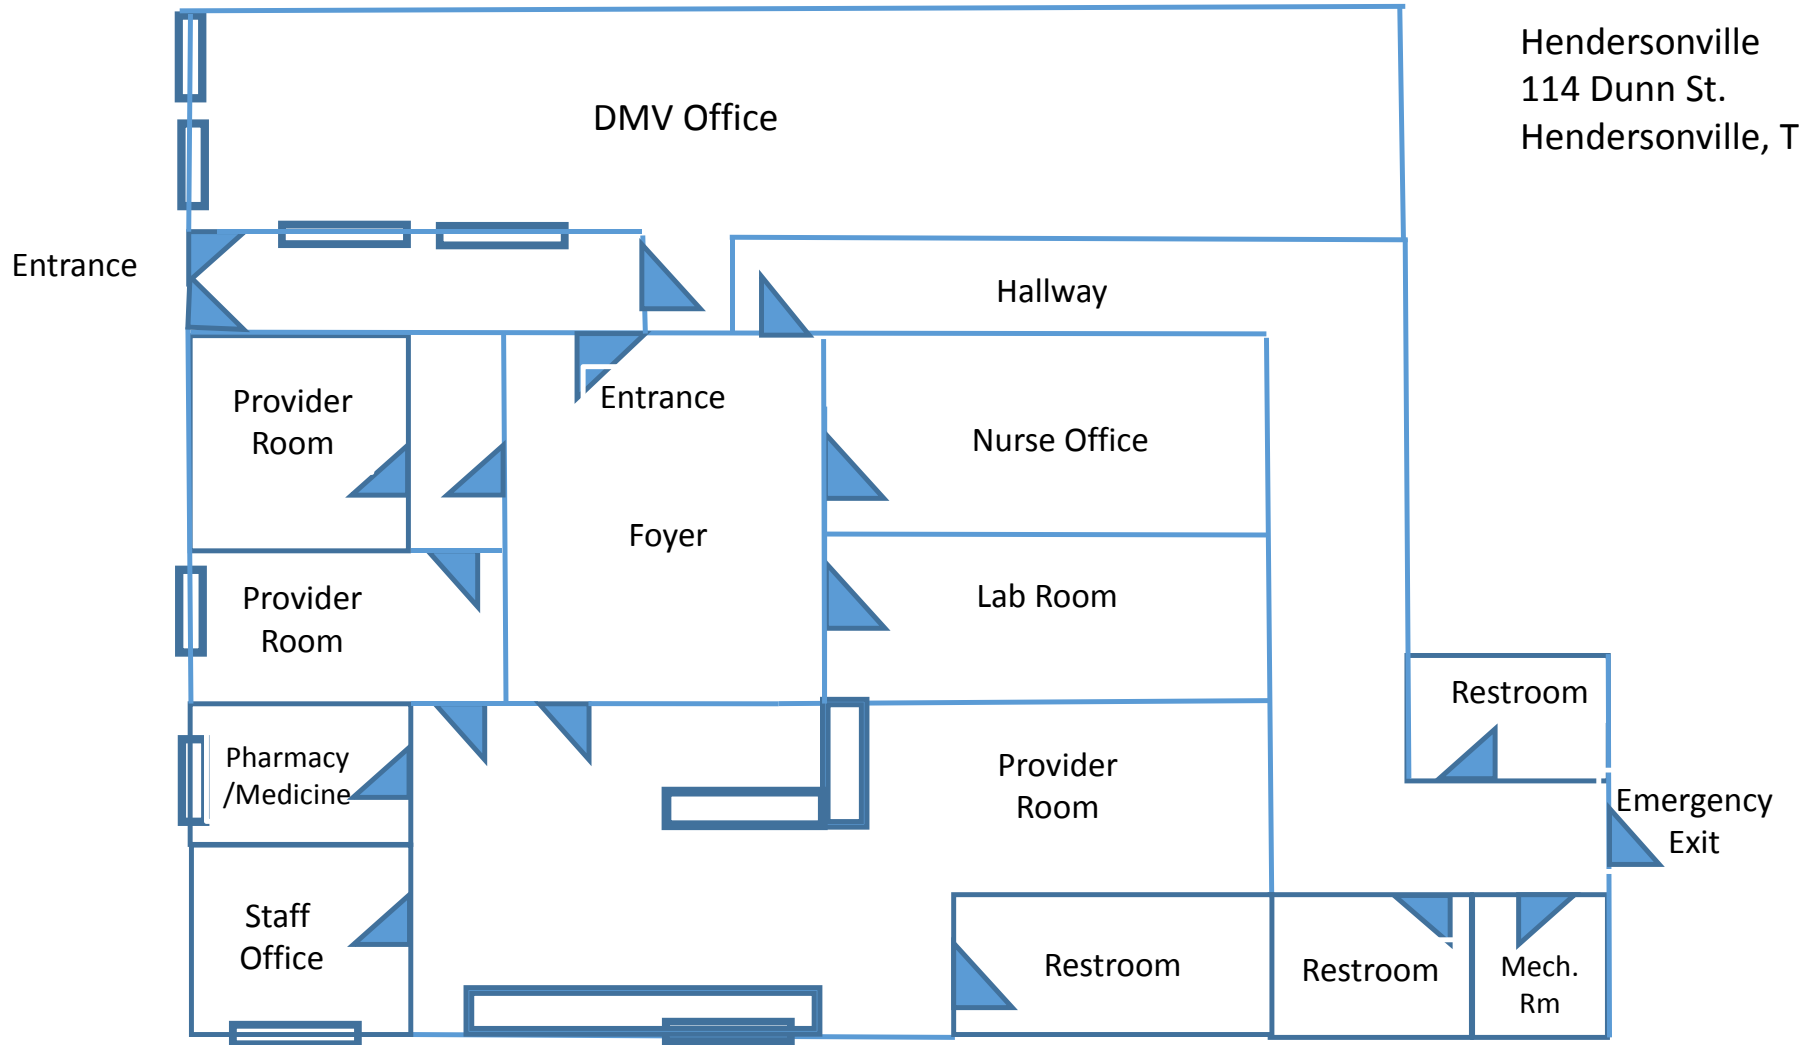 Hendersonville
114 Dunn St.
Hendersonville, T
DMV Office
Entrance
Hallway
Provider
Room
Entrance
Nurse Office
Foyer
Provider
Room
Lab Room
Restroom
Pharmacy
/Medicine
Provider
Room
Emergency
Exit
Staff
Office
Restroom
Restroom
Mech.
Rm